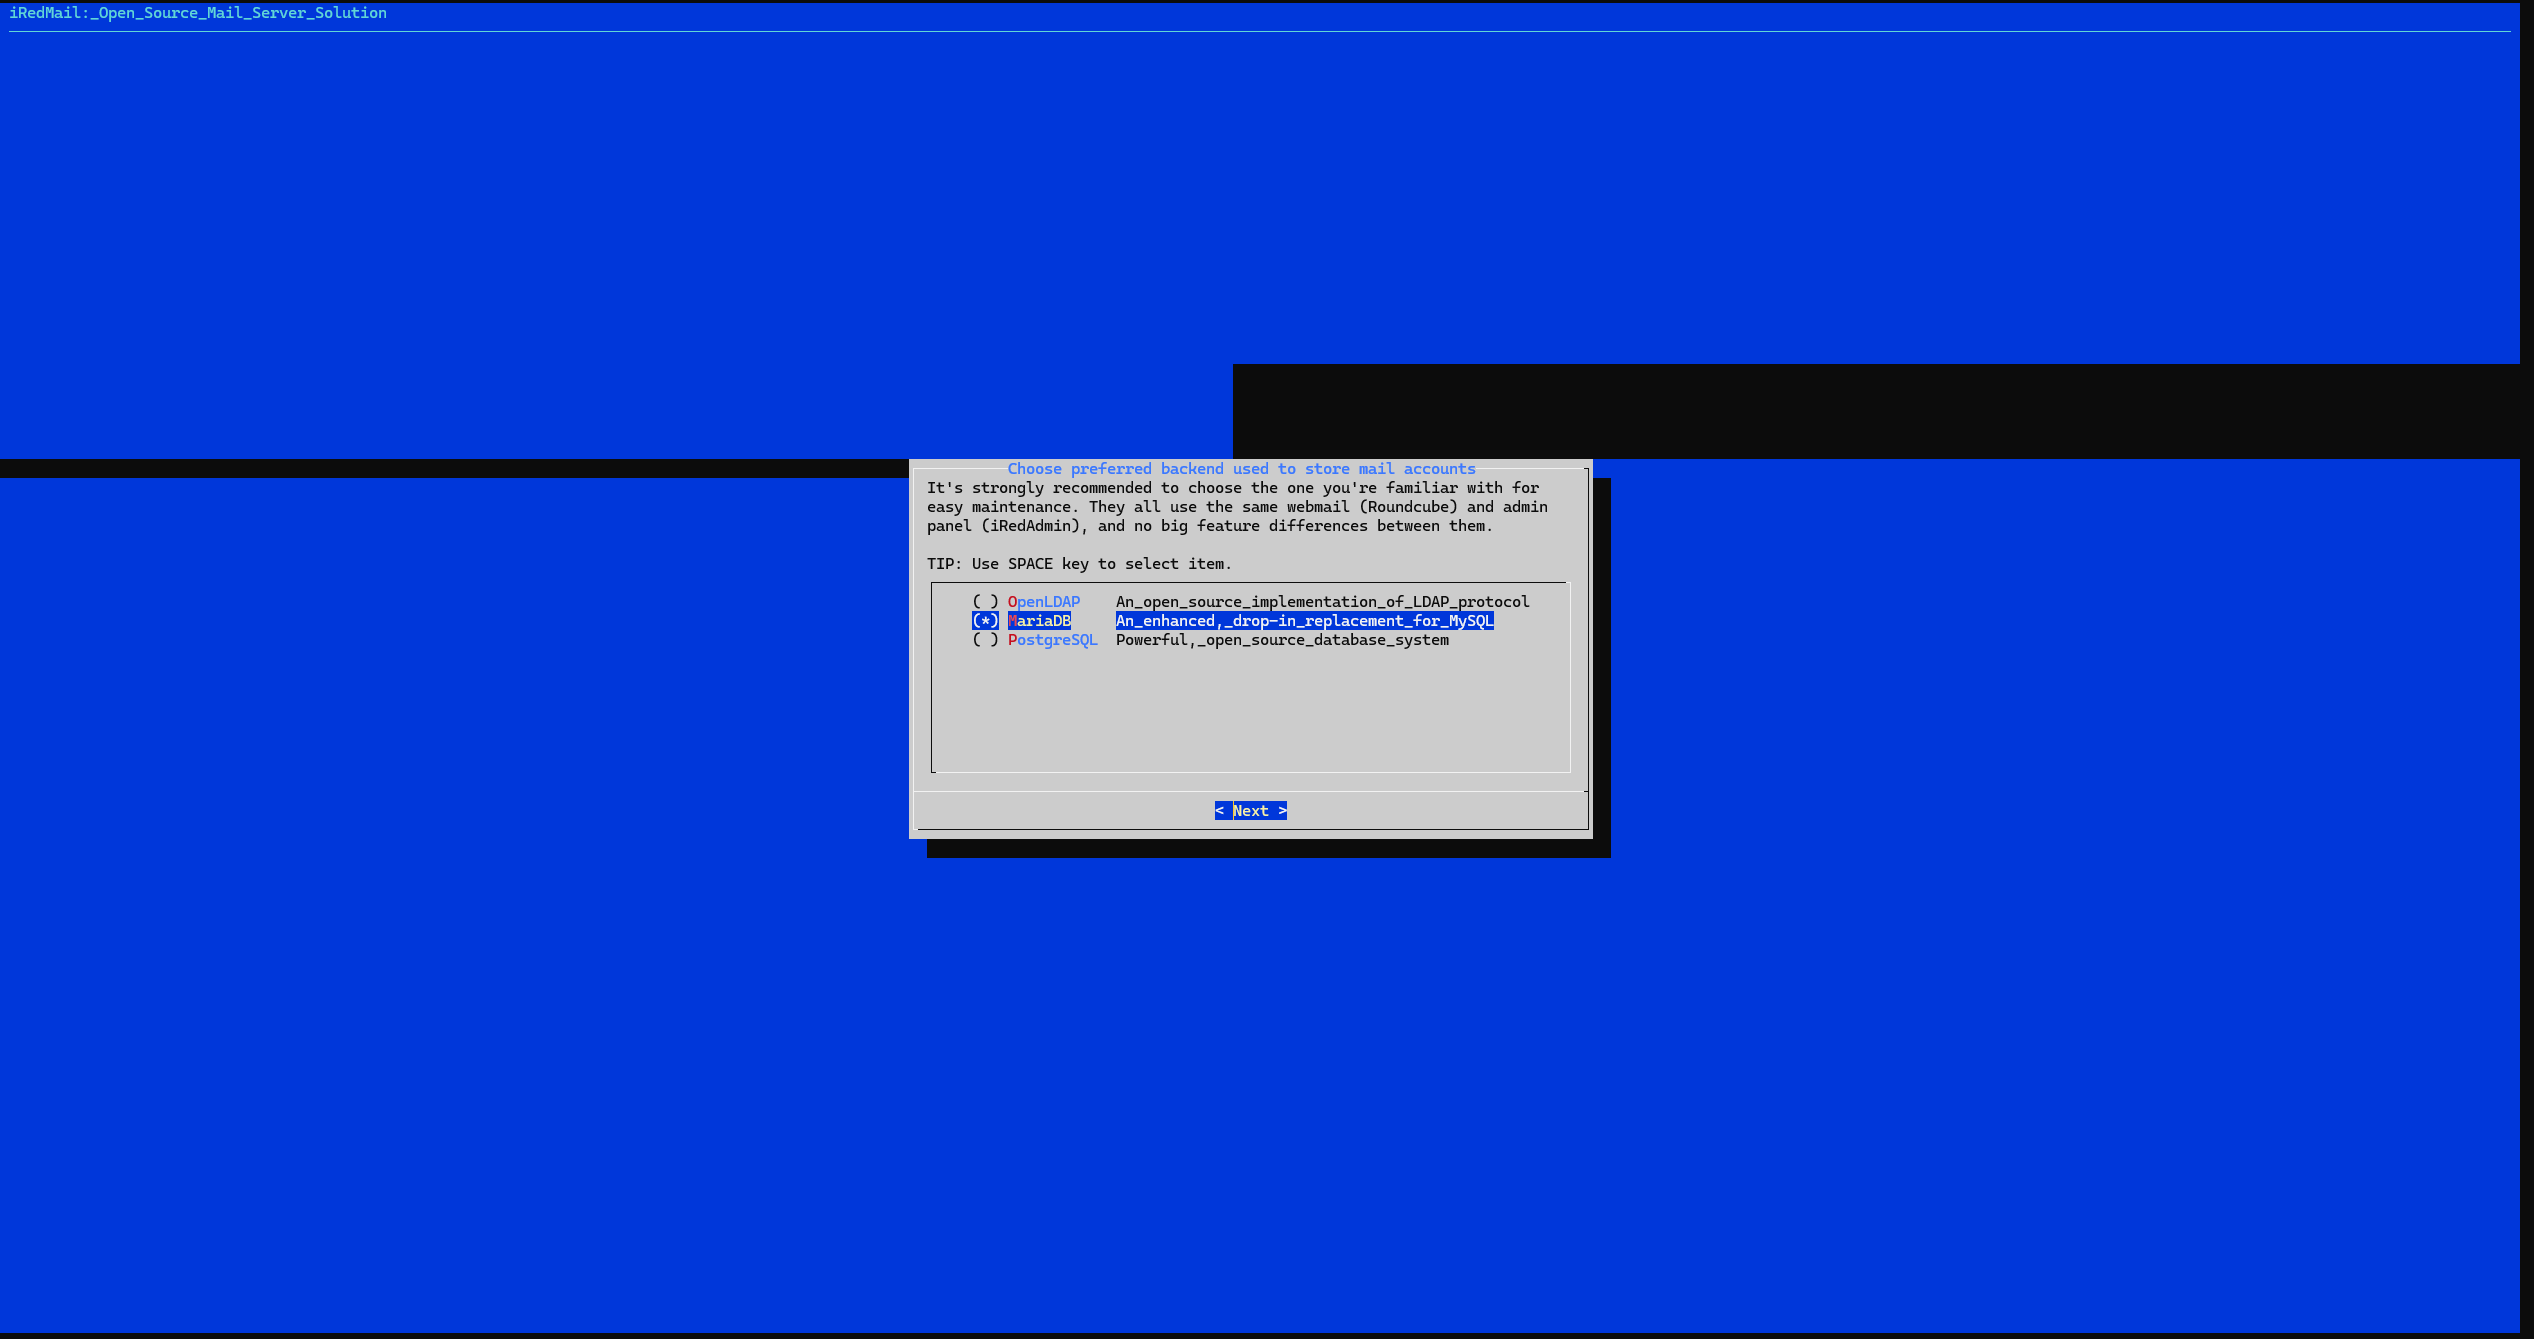 iRedMail:_Open_Source_Mail_Server_Solution
Choose preferred backend used to store mail accounts
It's strongly recommended to choose the one you're familiar with for
easy maintenance. They all use the same webmail (Roundcube) and admin
panel (iRedAdmin), and no big feature differences between them.
TIP: Use SPACE key to select item.
( ) OpenLDAP An_open_source_implementation_of_LDAP_protocol
(*) MariaDB An_enhanced,_drop-in_replacement_for_MySQL
( ) PostgreSQL Powerful,_open_source_database_system
< Next >